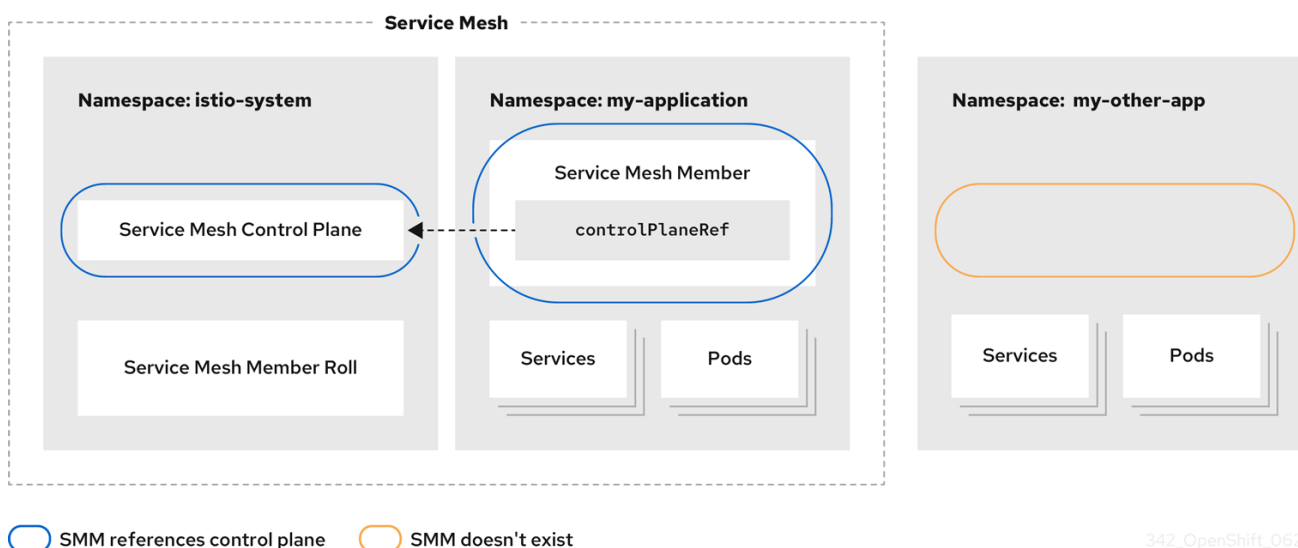 Service Mesh
Namespace: istio-system
Service Mesh Control Plane
Service Mesh Member Roll
Namespace: my-application
Service Mesh Member
controlPlaneRef
Services
Pods
Namespace: my-other-app
Services
Pods
SMM references control plane
SMM doesn't exist
342_OpenShift_062